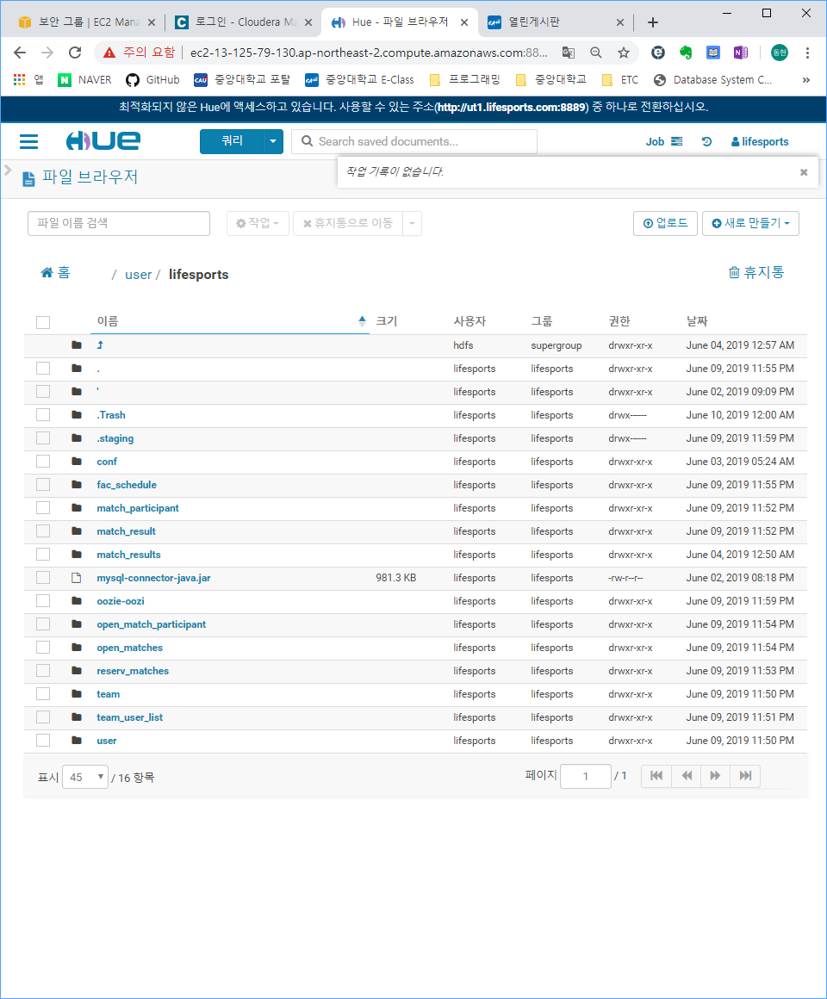 보안 그룹 | EC2 Mana
로그인 - Cloudera Ma
Hue - 파일 브라우저
열린게시판
주의 요함 | ec2-13-125-79-130.ap-northeast-2.compute.amazonaws.com:88...
동현
앱 NAVER GitHub CAU 중앙대학교 포탈 CAU 중앙대학교 E-Class 프로그래밍 중앙대학교 ETC Database System C... »
최적화되지 않은 Hue에 액세스하고 있습니다. 사용할 수 있는 주소(http://ut1.lifesports.com:8889) 중 하나로 전환하십시오.
HUE 쿼리 Search saved documents... Job lifesports
파일 브라우저
작업 기록이 없습니다.
파일 이름 검색 작업 휴지통으로 이동 업로드 새로 만들기
홈 / user / lifesports 휴지통
이름 크기 사용자 그룹 권한 날짜
hdfs supergroup drwxr-xr-x June 04, 2019 12:57 AM
. lifesports lifesports drwxr-xr-x June 09, 2019 11:55 PM
' lifesports lifesports drwxr-xr-x June 02, 2019 09:09 PM
.Trash lifesports lifesports drwx------ June 10, 2019 12:00 AM
.staging lifesports lifesports drwx------ June 09, 2019 11:59 PM
conf lifesports lifesports drwxr-xr-x June 03, 2019 05:24 AM
fac_schedule lifesports lifesports drwxr-xr-x June 09, 2019 11:55 PM
match_participant lifesports lifesports drwxr-xr-x June 09, 2019 11:52 PM
match_result lifesports lifesports drwxr-xr-x June 09, 2019 11:52 PM
match_results lifesports lifesports drwxr-xr-x June 04, 2019 12:50 AM
mysql-connector-java.jar 981.3 KB lifesports lifesports -rw-r--r-- June 02, 2019 08:18 PM
oozie-oozi lifesports lifesports drwxr-xr-x June 09, 2019 11:59 PM
open_match_participant lifesports lifesports drwxr-xr-x June 09, 2019 11:54 PM
open_matches lifesports lifesports drwxr-xr-x June 09, 2019 11:54 PM
reserv_matches lifesports lifesports drwxr-xr-x June 09, 2019 11:53 PM
team lifesports lifesports drwxr-xr-x June 09, 2019 11:50 PM
team_user_list lifesports lifesports drwxr-xr-x June 09, 2019 11:51 PM
user lifesports lifesports drwxr-xr-x June 09, 2019 11:50 PM
표시 45 / 16 항목 페이지 1 / 1